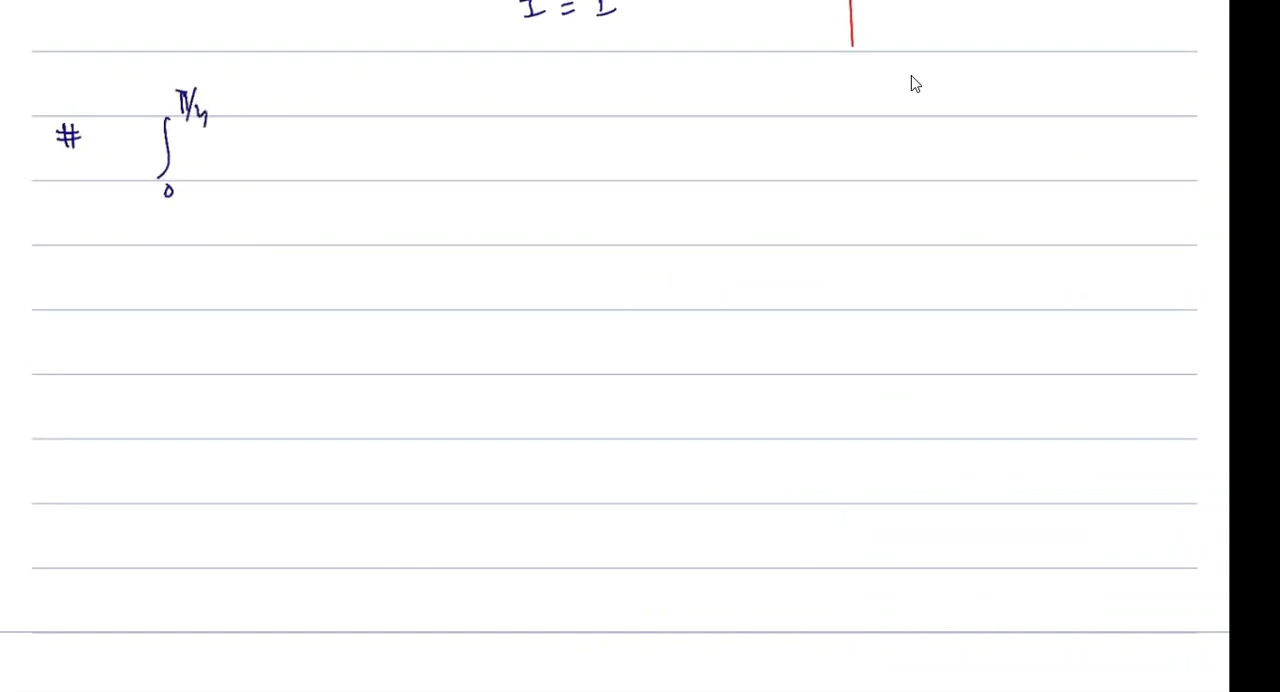 I = I
# ∫₀^{π/4}